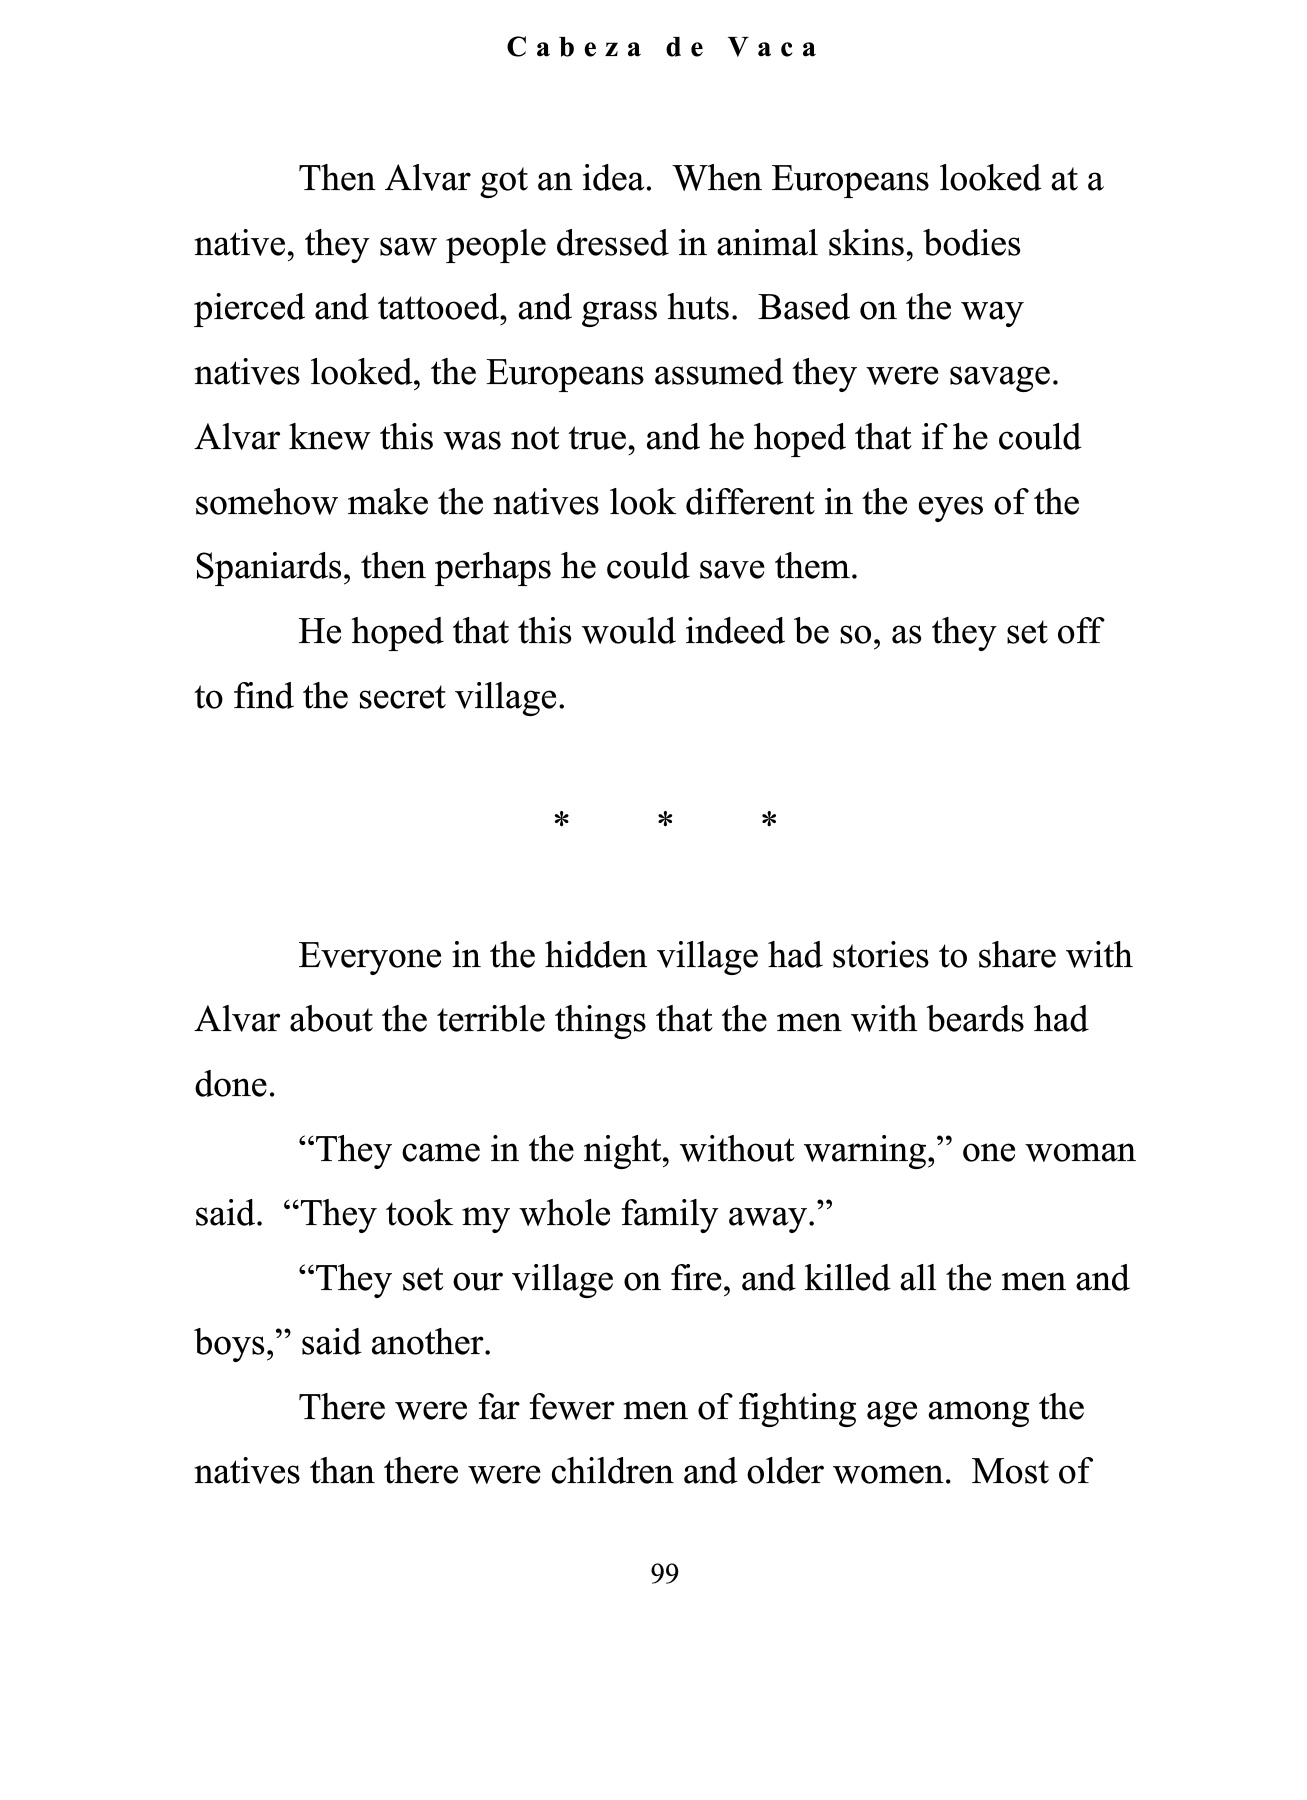 Cabeza de Vaca
Then Alvar got an idea.  When Europeans looked at a
native, they saw people dressed in animal skins, bodies
pierced and tattooed, and grass huts.  Based on the way
natives looked, the Europeans assumed they were savage.
Alvar knew this was not true, and he hoped that if he could
somehow make the natives look different in the eyes of the
Spaniards, then perhaps he could save them.
He hoped that this would indeed be so, as they set off
to find the secret village.
* * *
Everyone in the hidden village had stories to share with
Alvar about the terrible things that the men with beards had
done.
“They came in the night, without warning,” one woman
said.  “They took my whole family away.”
“They set our village on fire, and killed all the men and
boys,” said another.
There were far fewer men of fighting age among the
natives than there were children and older women.  Most of
99